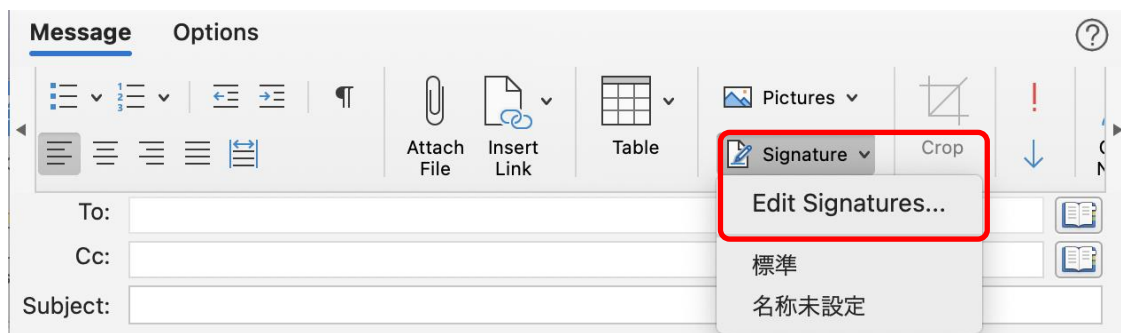 Message Options
Pictures
Attach File
Insert Link
Table
Signature
Crop
To:
Edit Signatures...
Cc:
標準
Subject:
名称未設定